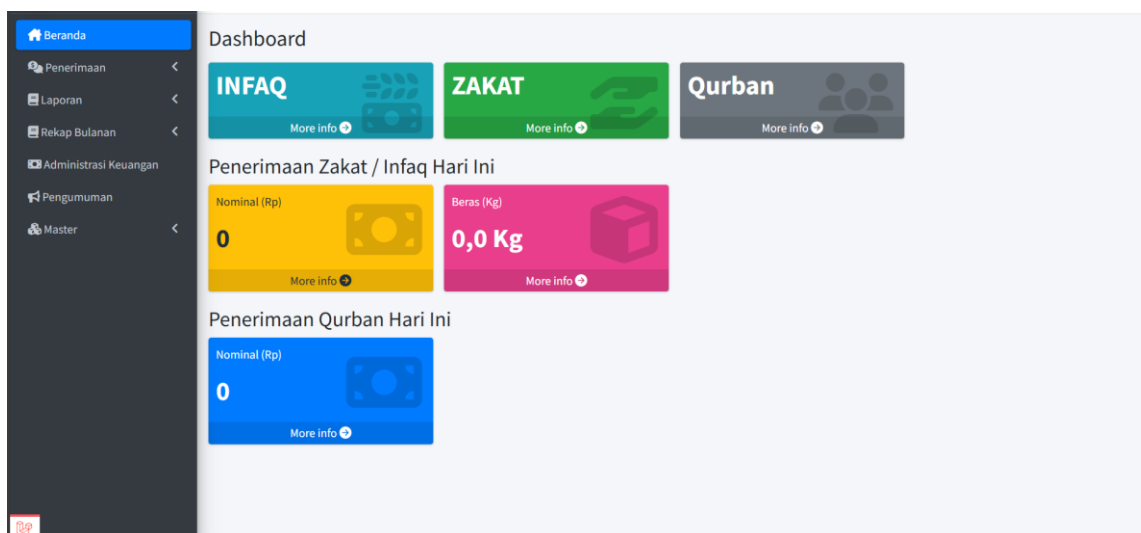 Beranda
Penerimaan
Laporan
Rekap Bulanan
Administrasi Keuangan
Pengumuman
Master
Dashboard
INFAQ
More info
ZAKAT
More info
Qurban
More info
Penerimaan Zakat / Infaq Hari Ini
Nominal (Rp)
0
More info
Beras (Kg)
0,0 Kg
More info
Penerimaan Qurban Hari Ini
Nominal (Rp)
0
More info